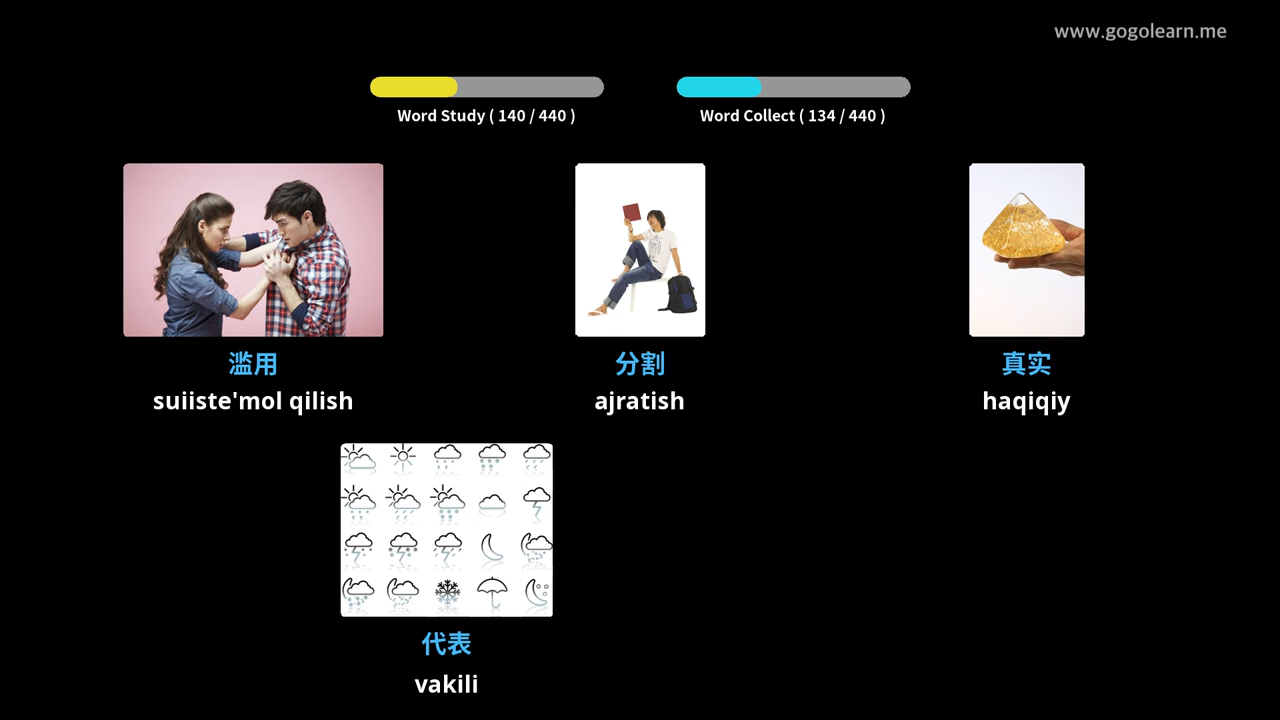 www.gogolearn.me
Word Study ( 140 / 440 )
Word Collect ( 134 / 440 )
滥用
suiiste'mol qilish
分割
ajratish
真实
haqiqiy
代表
vakili